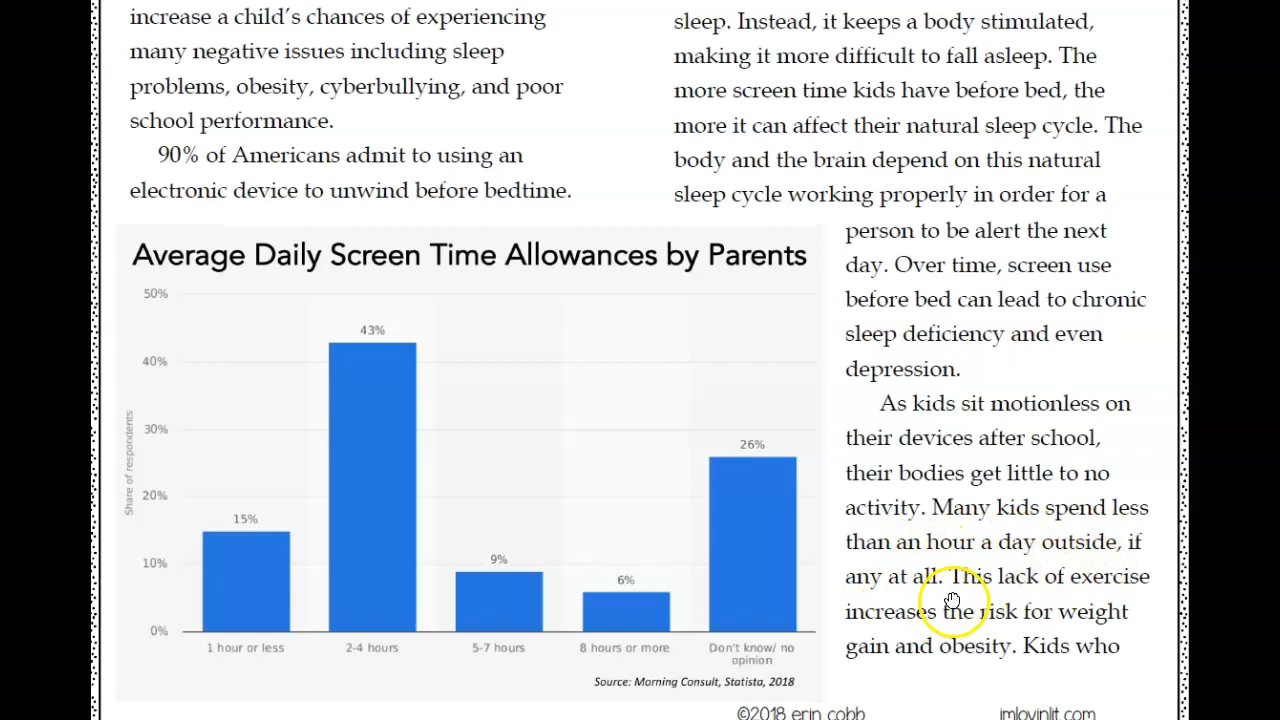 increase a child's chances of experiencing
many negative issues including sleep
problems, obesity, cyberbullying, and poor
school performance.
90% of Americans admit to using an
electronic device to unwind before bedtime.
Average Daily Screen Time Allowances by Parents
50%
40%
30%
20%
10%
0%
Share of respondents
15%
43%
9%
6%
26%
1 hour or less
2-4 hours
5-7 hours
8 hours or more
Don't know/ no
opinion
Source: Morning Consult, Statista, 2018
sleep. Instead, it keeps a body stimulated,
making it more difficult to fall asleep. The
more screen time kids have before bed, the
more it can affect their natural sleep cycle. The
body and the brain depend on this natural
sleep cycle working properly in order for a
person to be alert the next
day. Over time, screen use
before bed can lead to chronic
sleep deficiency and even
depression.
As kids sit motionless on
their devices after school,
their bodies get little to no
activity. Many kids spend less
than an hour a day outside, if
any at all. This lack of exercise
increases the risk for weight
gain and obesity. Kids who
©2018 erin cobb
imlovinlit.com